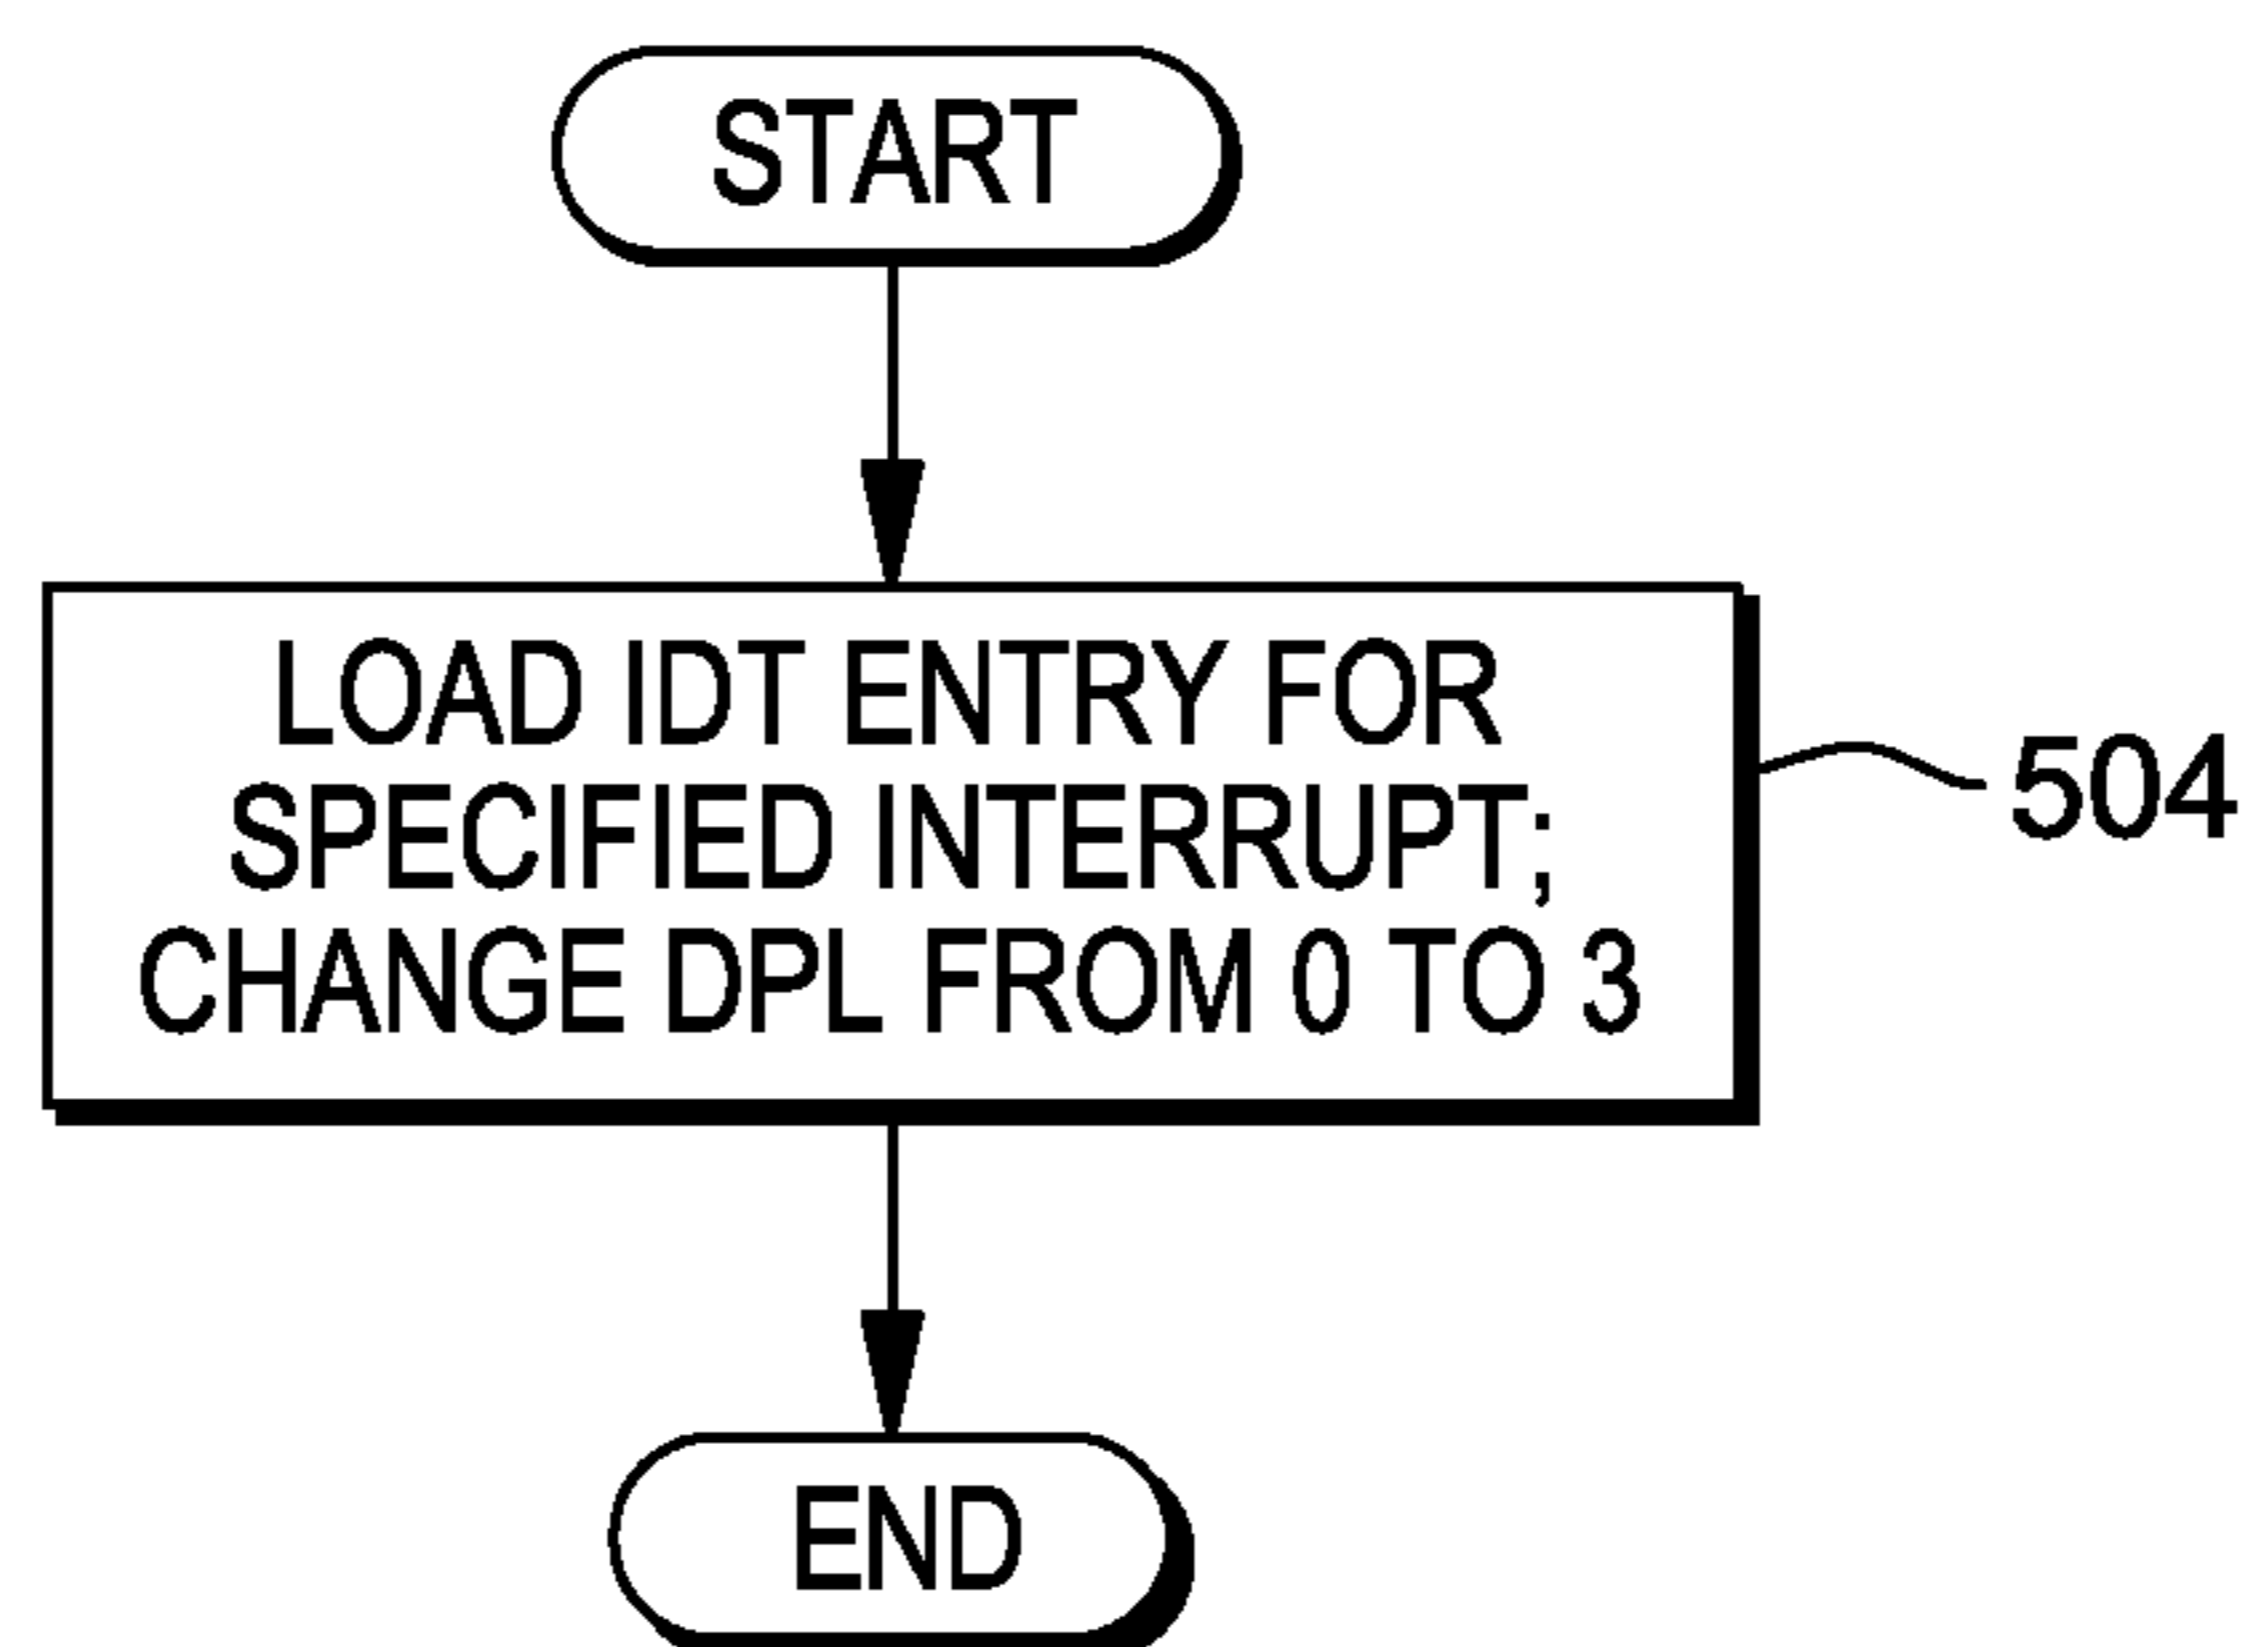 START
LOAD IDT ENTRY FOR
SPECIFIED INTERRUPT;
CHANGE DPL FROM 0 TO 3
504
END